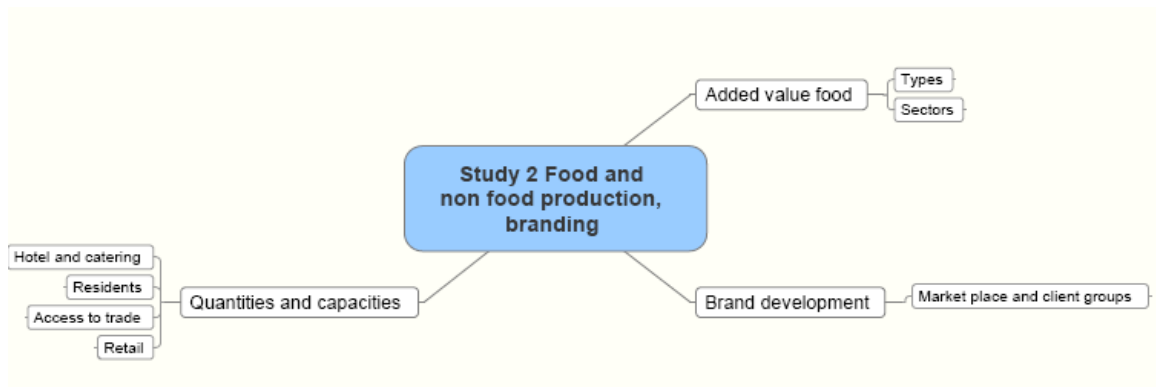 Study 2 Food and
non food production,
branding
Added value food
Types
Sectors
Brand development
Market place and client groups
Quantities and capacities
Hotel and catering
Residents
Access to trade
Retail